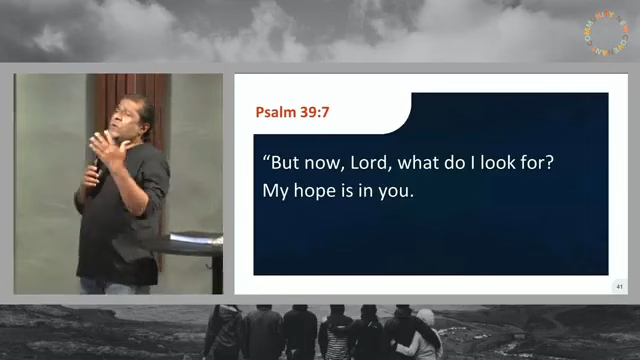 Psalm 39:7
“But now, Lord, what do I look for?
My hope is in you.
41